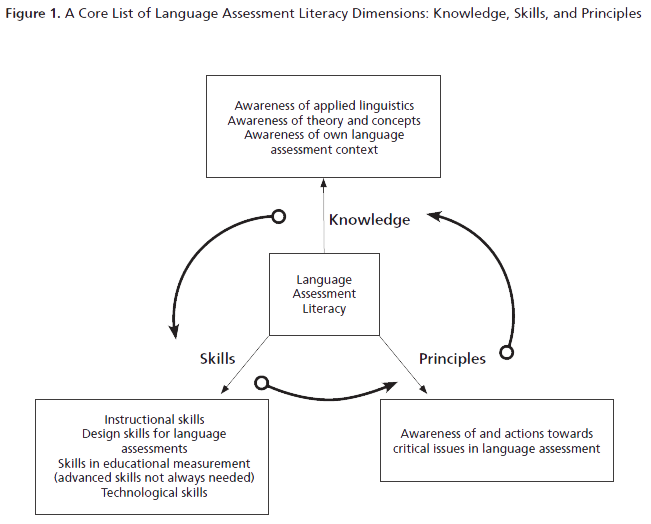 Figure 1. A Core List of Language Assessment Literacy Dimensions: Knowledge, Skills, and Principles
Awareness of applied linguistics
Awareness of theory and concepts
Awareness of own language
assessment context
Knowledge
Language
Assessment
Literacy
Skills
Principles
Instructional skills
Design skills for language
assessments
Skills in educational measurement
(advanced skills not always needed)
Technological skills
Awareness of and actions towards
critical issues in language assessment